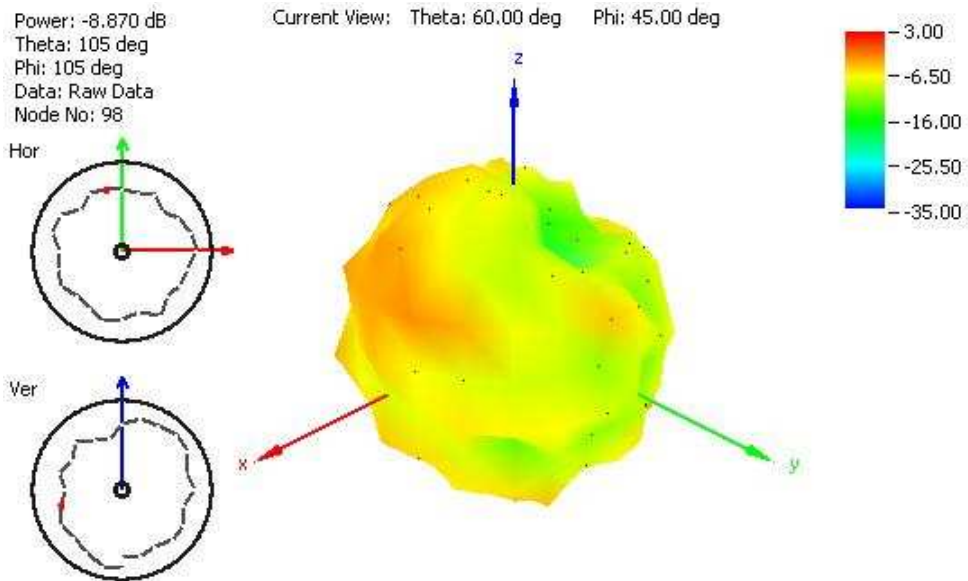 Power: -8.870 dB
Theta: 105 deg
Phi: 105 deg
Data: Raw Data
Node No: 98
Current View: Theta: 60.00 deg Phi: 45.00 deg
Hor
Ver
z
x
y
3.00
-6.50
-16.00
-25.50
-35.00